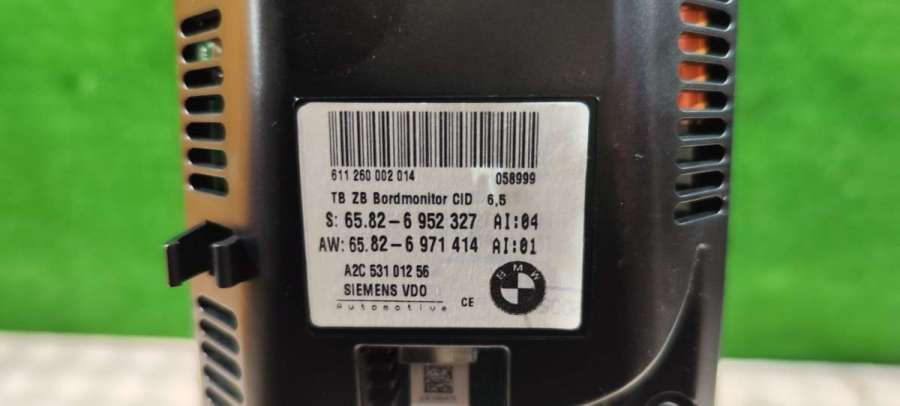 611 260 002 014 058999
TB ZB Bordmonitor CID 6,5
S: 65.82-6 952 327 AI:04
AW: 65.82-6 971 414 AI:01
A2C 531 012 56
SIEMENS VDO
Automotive
CE
BMW